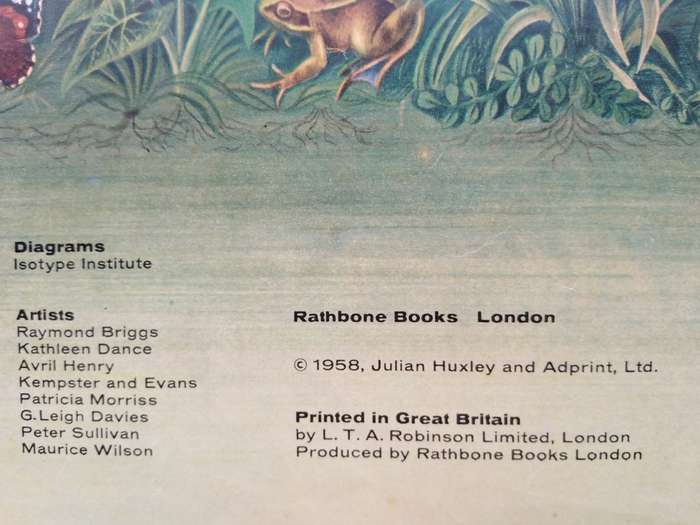 Diagrams
Isotype Institute
Artists
Raymond Briggs
Kathleen Dance
Avril Henry
Kempster and Evans
Patricia Morriss
G.Leigh Davies
Peter Sullivan
Maurice Wilson
Rathbone Books London
© 1958, Julian Huxley and Adprint, Ltd.
Printed in Great Britain
by L. T. A. Robinson Limited, London
Produced by Rathbone Books London